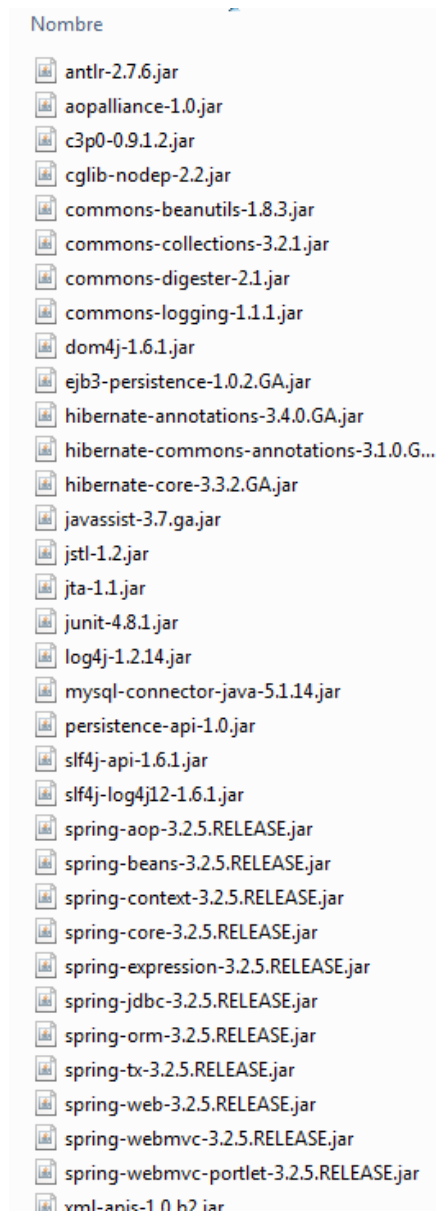 Nombre
antlr-2.7.6.jar
aopalliance-1.0.jar
c3p0-0.9.1.2.jar
cglib-nodep-2.2.jar
commons-beanutils-1.8.3.jar
commons-collections-3.2.1.jar
commons-digester-2.1.jar
commons-logging-1.1.1.jar
dom4j-1.6.1.jar
ejb3-persistence-1.0.2.GA.jar
hibernate-annotations-3.4.0.GA.jar
hibernate-commons-annotations-3.1.0.G...
hibernate-core-3.3.2.GA.jar
javassist-3.7.ga.jar
jstl-1.2.jar
jta-1.1.jar
junit-4.8.1.jar
log4j-1.2.14.jar
mysql-connector-java-5.1.14.jar
persistence-api-1.0.jar
slf4j-api-1.6.1.jar
slf4j-log4j12-1.6.1.jar
spring-aop-3.2.5.RELEASE.jar
spring-beans-3.2.5.RELEASE.jar
spring-context-3.2.5.RELEASE.jar
spring-core-3.2.5.RELEASE.jar
spring-expression-3.2.5.RELEASE.jar
spring-jdbc-3.2.5.RELEASE.jar
spring-orm-3.2.5.RELEASE.jar
spring-tx-3.2.5.RELEASE.jar
spring-web-3.2.5.RELEASE.jar
spring-webmvc-3.2.5.RELEASE.jar
spring-webmvc-portlet-3.2.5.RELEASE.jar
xml-apis-1.0.b2.jar